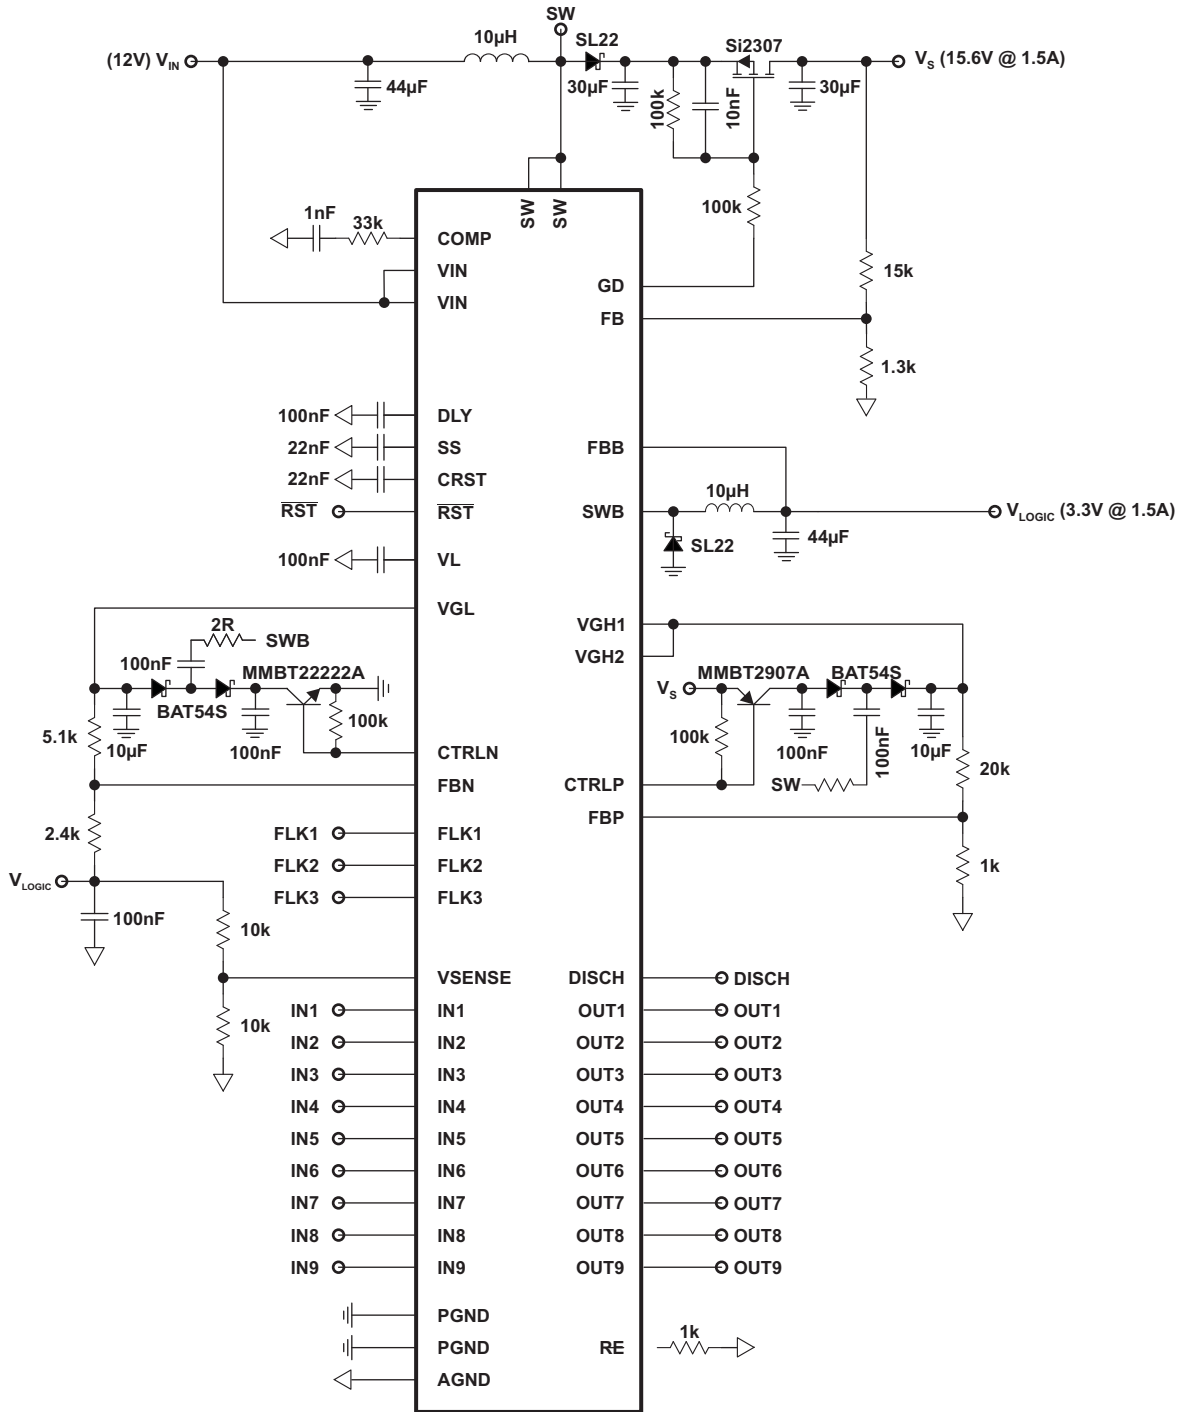 SW
(12V) VIN
10µH
SL22
Si2307
VS (15.6V @ 1.5A)
44µF
30µF
100k
10nF
30µF
SW
SW
100k
1nF
33k
COMP
VIN
VIN
GD
FB
15k
1.3k
100nF
DLY
22nF
SS
22nF
CRST
RST
RST
100nF
VL
FBB
10µH
SWB
VLOGIC (3.3V @ 1.5A)
SL22
44µF
VGL
2R
SWB
100nF
MMBT22222A
BAT54S
5.1k
10µF
100nF
100k
CTRLN
FBN
2.4k
VGH1
VGH2
MMBT2907A
BAT54S
VS
100k
100nF
100nF
10µF
SW
CTRLP
FBP
20k
1k
FLK1
FLK1
FLK2
FLK2
FLK3
FLK3
VLOGIC
100nF
10k
VSENSE
10k
DISCH
DISCH
IN1
IN1
OUT1
OUT1
IN2
IN2
OUT2
OUT2
IN3
IN3
OUT3
OUT3
IN4
IN4
OUT4
OUT4
IN5
IN5
OUT5
OUT5
IN6
IN6
OUT6
OUT6
IN7
IN7
OUT7
OUT7
IN8
IN8
OUT8
OUT8
IN9
IN9
OUT9
OUT9
PGND
PGND
AGND
RE
1k